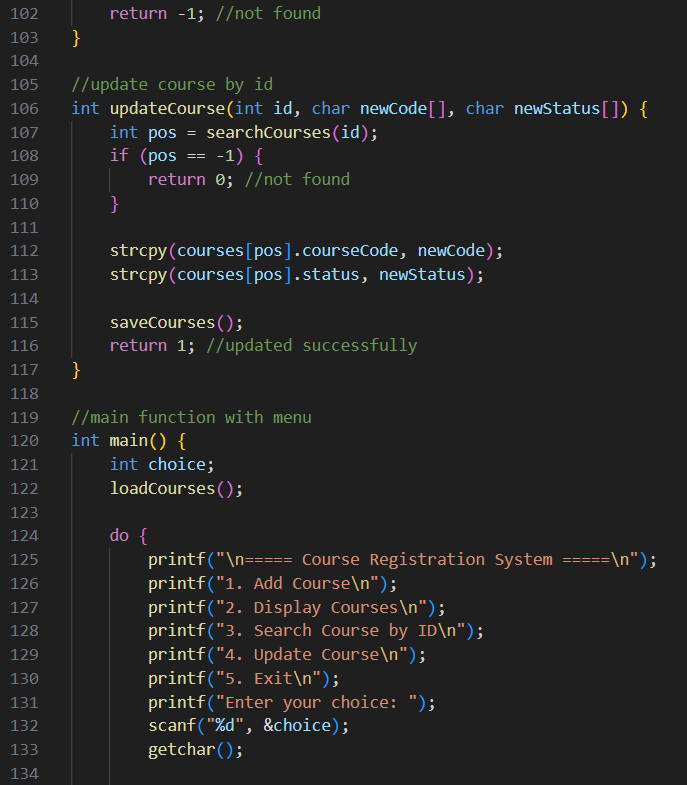 102 return -1; //not found
103 }
104
105 //update course by id
106 int updateCourse(int id, char newCode[], char newStatus[]) {
107 int pos = searchCourses(id);
108 if (pos == -1) {
109 return 0; //not found
110 }
111
112 strcpy(courses[pos].courseCode, newCode);
113 strcpy(courses[pos].status, newStatus);
114
115 saveCourses();
116 return 1; //updated successfully
117 }
118
119 //main function with menu
120 int main() {
121 int choice;
122 loadCourses();
123
124 do {
125 printf("\n===== Course Registration System =====\n");
126 printf("1. Add Course\n");
127 printf("2. Display Courses\n");
128 printf("3. Search Course by ID\n");
129 printf("4. Update Course\n");
130 printf("5. Exit\n");
131 printf("Enter your choice: ");
132 scanf("%d", &choice);
133 getchar();
134